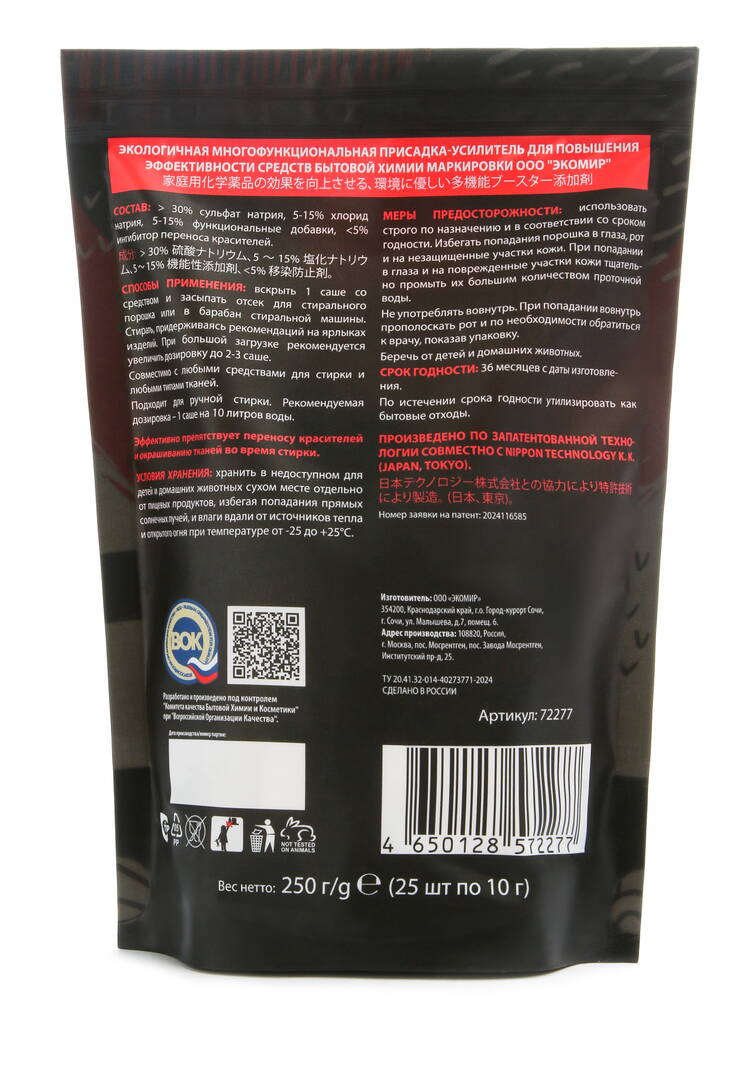 ЭКОЛОГИЧНАЯ МНОГОФУНКЦИОНАЛЬНАЯ ПРИСАДКА-УСИЛИТЕЛЬ ДЛЯ ПОВЫШЕНИЯ
ЭФФЕКТИВНОСТИ СРЕДСТВ БЫТОВОЙ ХИМИИ МАРКИРОВКИ ООО "ЭКОМИР"
家庭用化学薬品の効果を向上させる、環境に優しい多機能ブースター添加剤
СОСТАВ: > 30% сульфат натрия, 5-15% хлорид
натрия, 5-15% функциональные добавки, <5%
ингибитор переноса красителей.
成分: > 30% 硫酸ナトリウム、5 ～ 15% 塩化ナトリウ
ム、5～15% 機能性添加剤、<5% 移染防止剤。
СПОСОБЫ ПРИМЕНЕНИЯ: вскрыть 1 саше со
средством и засыпать отсек для стирального
порошка или в барабан стиральной машины.
Стирать, придерживаясь рекомендаций на ярлыках
изделий. При большой загрузке рекомендуется
увеличить дозировку до 2-3 саше.
Совместимо с любыми средствами для стирки и
любыми типами тканей.
Подходит для ручной стирки. Рекомендуемая
дозировка – 1 саше на 10 литров воды.
Эффективно препятствует переносу красителей
и окрашиванию тканей во время стирки.
УСЛОВИЯ ХРАНЕНИЯ: хранить в недоступном для
детей и домашних животных сухом месте отдельно
от пищевых продуктов, избегая попадания прямых
солнечных лучей, и влаги вдали от источников тепла
и открытого огня при температуре от -25 до +25°C.
МЕРЫ ПРЕДОСТОРОЖНОСТИ: использовать
строго по назначению и в соответствии со сроком
годности. Избегать попадания порошка в глаза, рот
и на незащищенные участки кожи. При попадании
в глаза и на поврежденные участки кожи тщатель-
но промыть их большим количеством проточной
воды.
Не употреблять вовнутрь. При попадании вовнутрь
прополоскать рот и по необходимости обратиться
к врачу, показав упаковку.
Беречь от детей и домашних животных.
СРОК ГОДНОСТИ: 36 месяцев с даты изготовле-
ния.
По истечении срока годности утилизировать как
бытовые отходы.
ПРОИЗВЕДЕНО ПО ЗАПАТЕНТОВАННОЙ ТЕХНО-
ЛОГИИ СОВМЕСТНО С NIPPON TECHNOLOGY K.K.
(JAPAN, TOKYO).
日本テクノロジー株式会社との協力により特許技術
により製造。(日本、東京)。
Номер заявки на патент: 2024116585
Изготовитель: ООО «ЭКОМИР»
354200, Краснодарский край, г.о. Город-курорт Сочи,
г. Сочи, ул. Малышева, д.7, помещ. 6.
Адрес производства: 108820, Россия,
г. Москва, пос. Мосрентген, пос. Завода Мосрентген,
Институтский пр-д, 25.
ТУ 20.41.32-014-40273771-2024
СДЕЛАНО В РОССИИ
ВОК
Разработано и произведено под контролем
"Комитета качества Бытовой Химии и Косметики"
при "Всероссийской Организации Качества".
Артикул: 72277
Дата производства/номер партии:
4 650128 572277
PP
NOT TESTED
ON ANIMALS
Вес нетто: 250 г/g ℮ (25 шт по 10 г)